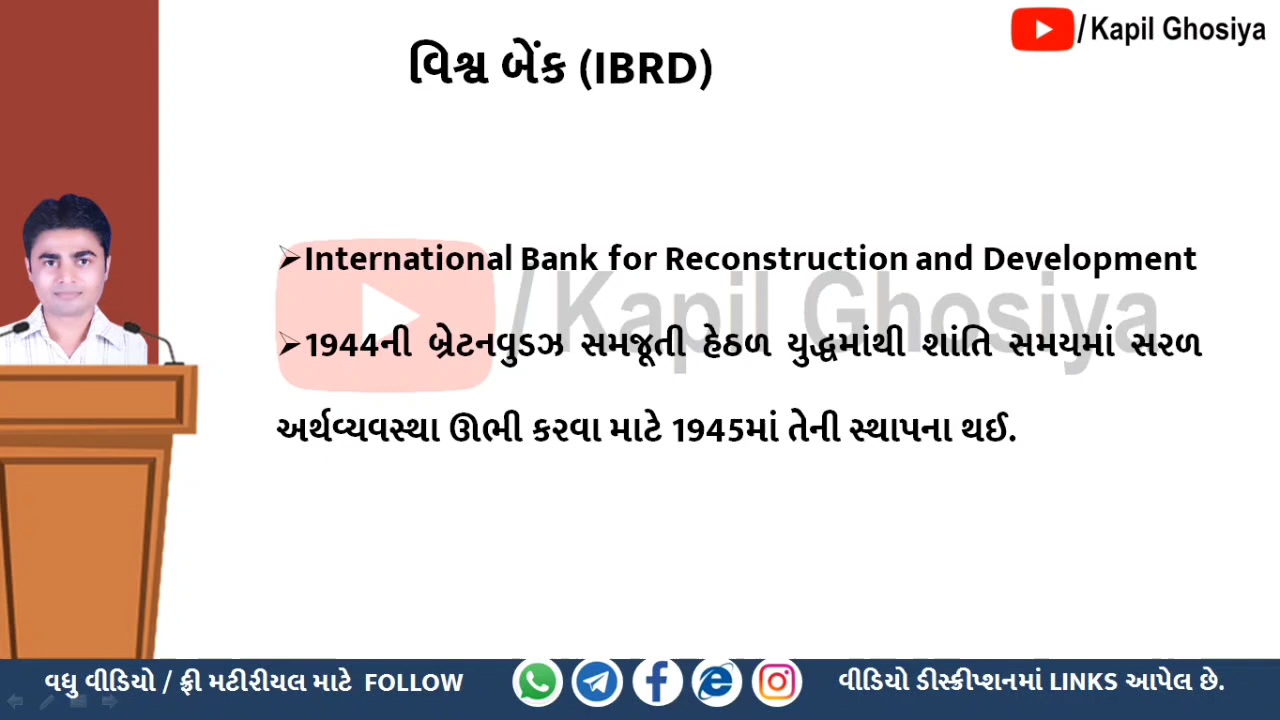 /Kapil Ghosiya
વિશ્વ બેંક (IBRD)
➢International Bank for Reconstruction and Development
/Kapil Ghosiya
➢1944ની બ્રેટનવુડઝ સમજૂતી હેઠળ યુદ્ધમાંથી શાંતિ સમયમાં સરળ
અર્થવ્યવસ્થા ઊભી કરવા માટે 1945માં તેની સ્થાપના થઈ.
વધુ વીડિયો / ફ્રી મટીરીયલ માટે FOLLOW
વીડિયો ડીસ્ક્રીપ્શનમાં LINKS આપેલ છે.